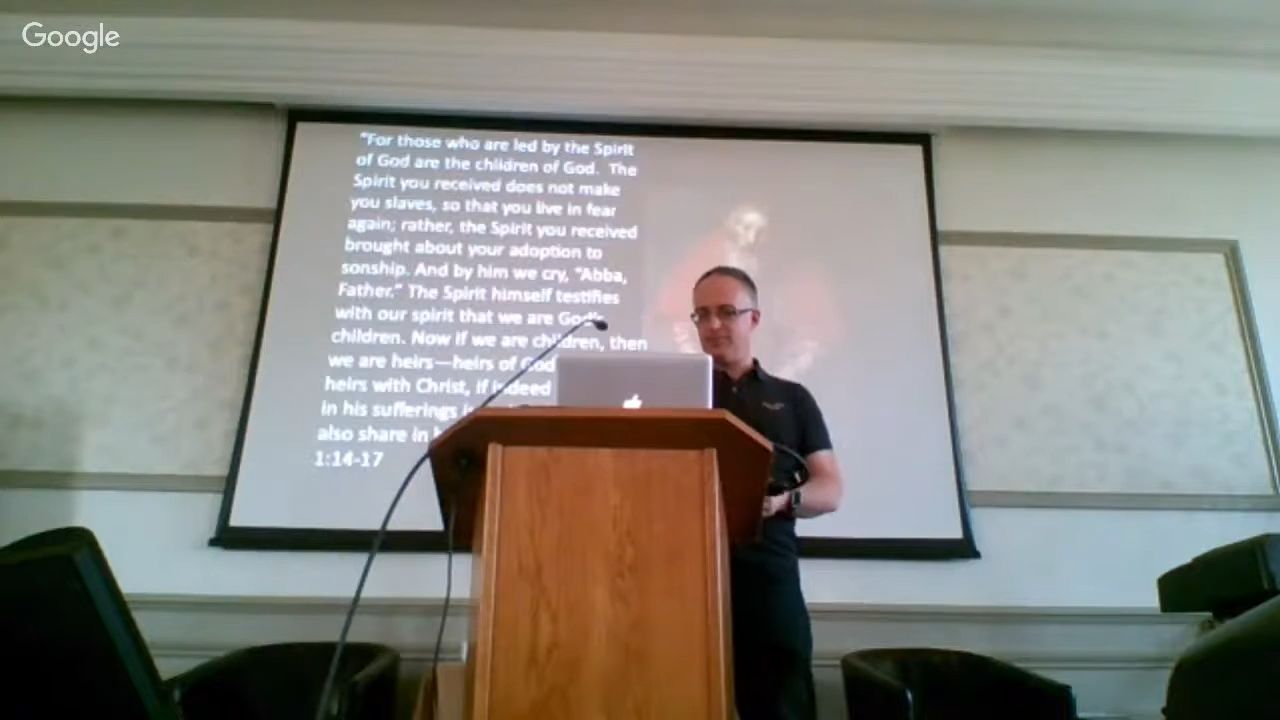 Google
"For those who are led by the Spirit
of God are the children of God. The
Spirit you received does not make
you slaves, so that you live in fear
again; rather, the Spirit you received
brought about your adoption to
sonship. And by him we cry, "Abba,
Father." The Spirit himself testifies
with our spirit that we are God's
children. Now if we are children, then
we are heirs—heirs of God
heirs with Christ, if indeed
in his sufferings
also share in
1:14-17